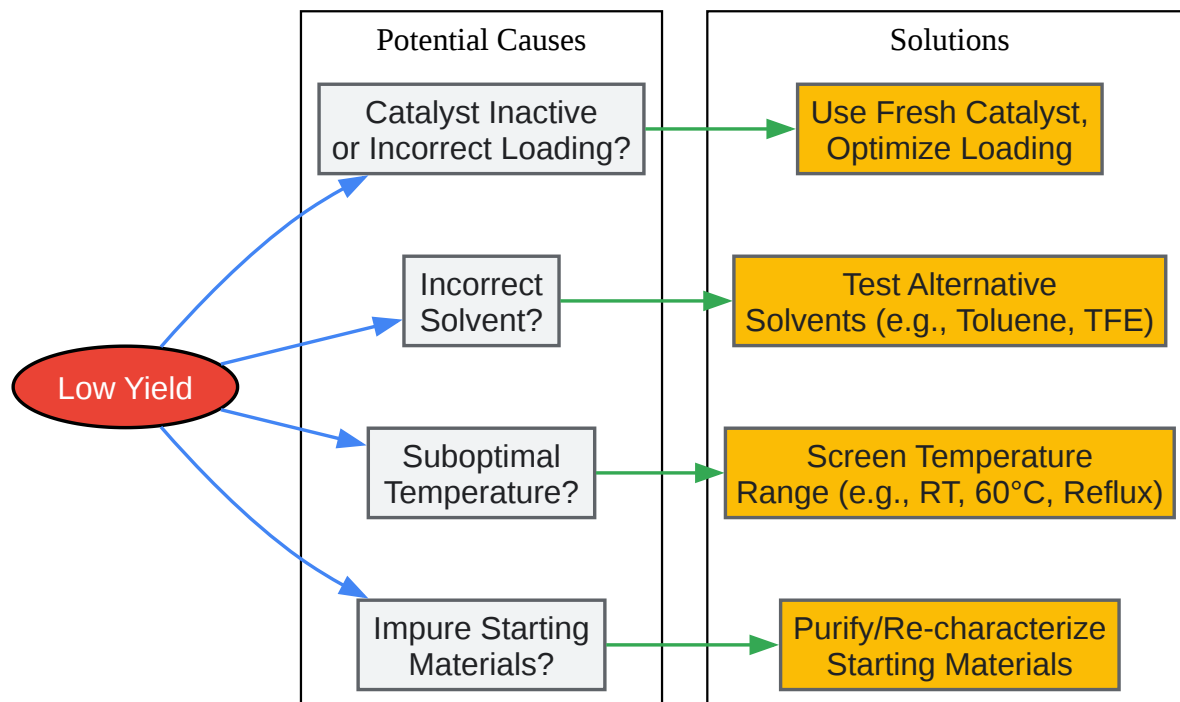 Potential Causes
Solutions
Catalyst Inactive
or Incorrect Loading?
Use Fresh Catalyst,
Optimize Loading
Incorrect
Solvent?
Test Alternative
Solvents (e.g., Toluene, TFE)
Low Yield
Suboptimal
Temperature?
Screen Temperature
Range (e.g., RT, 60°C, Reflux)
Impure Starting
Materials?
Purify/Re-characterize
Starting Materials